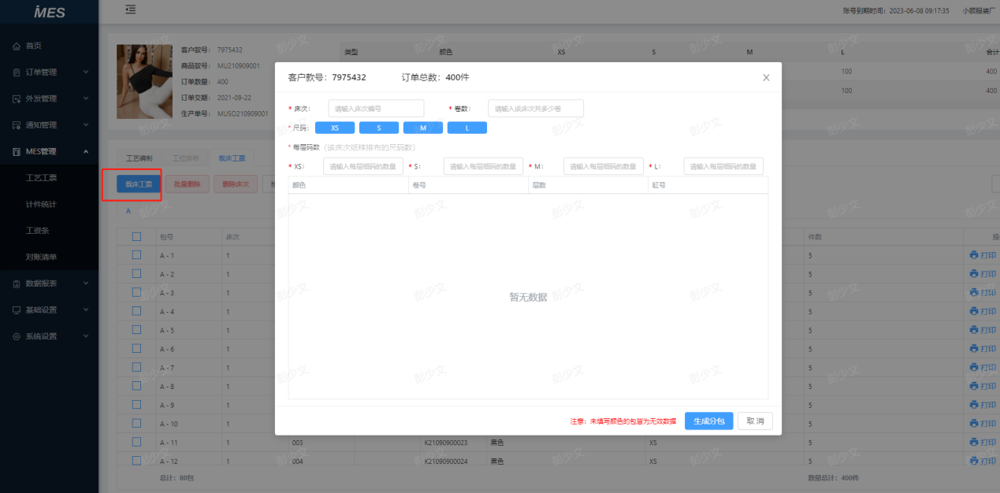 iMES
账号到期时间：2023-06-08 09:17:35 小顾服装厂
首页
订单管理
外发管理
通知管理
MES管理
工艺工票
计件统计
工资条
对账清单
数据报表
基础设置
系统设置
客户款号： 7975432
商品款号： MU210909001
订单数量： 400
订单交期： 2021-09-22
生产单号： MUSO210909001
类型 颜色 XS S M L 合计
100 400
100 400
工艺编制 工位排布 裁床工票
裁床工票 批量删除 删除床次
A
包号 床次 件数
A - 1 1 5 打印
A - 2 1 5 打印
A - 3 1 5 打印
A - 4 1 5 打印
A - 5 1 5 打印
A - 6 1 5 打印
A - 7 1 5 打印
A - 8 1 5 打印
A - 9 1 5 打印
A - 10 1 5 打印
A - 11 1 003 K21090900023 黑色 XS 5 打印
A - 12 1 004 K21090900024 黑色 XS 5 打印
总计：80包 数量总计：400件
客户款号：7975432 订单总数：400件
* 床次： 请输入床次编号 * 卷数： 请输入该床次共多少卷
* 尺码： XS S M L
* 每层码数（该床次纸样排布的尺码数）
* XS： 请输入每层细码的数量 * S： 请输入每层细码的数量 * M： 请输入每层细码的数量 * L： 请输入每层细码的数量
颜色 卷号 层数 缸号
暂无数据
注意：未填写颜色的包皆为无效数据 生成分包 取消
彭少文